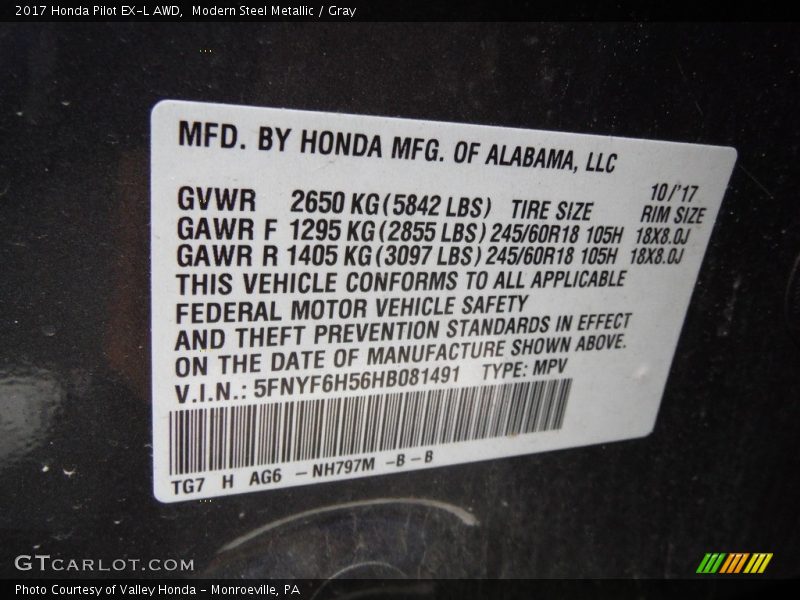 2017 Honda Pilot EX-L AWD,  Modern Steel Metallic / Gray
MFD. BY HONDA MFG. OF ALABAMA, LLC
10/'17
GVWR 2650 KG (5842 LBS) TIRE SIZE RIM SIZE
GAWR F 1295 KG (2855 LBS) 245/60R18 105H 18X8.0J
GAWR R 1405 KG (3097 LBS) 245/60R18 105H 18X8.0J
THIS VEHICLE CONFORMS TO ALL APPLICABLE
FEDERAL MOTOR VEHICLE SAFETY
AND THEFT PREVENTION STANDARDS IN EFFECT
ON THE DATE OF MANUFACTURE SHOWN ABOVE.
V.I.N.: 5FNYF6H56HB081491 TYPE: MPV
TG7 H AG6 – NH797M –B – B
GTCARLOT.COM
Photo Courtesy of Valley Honda - Monroeville, PA